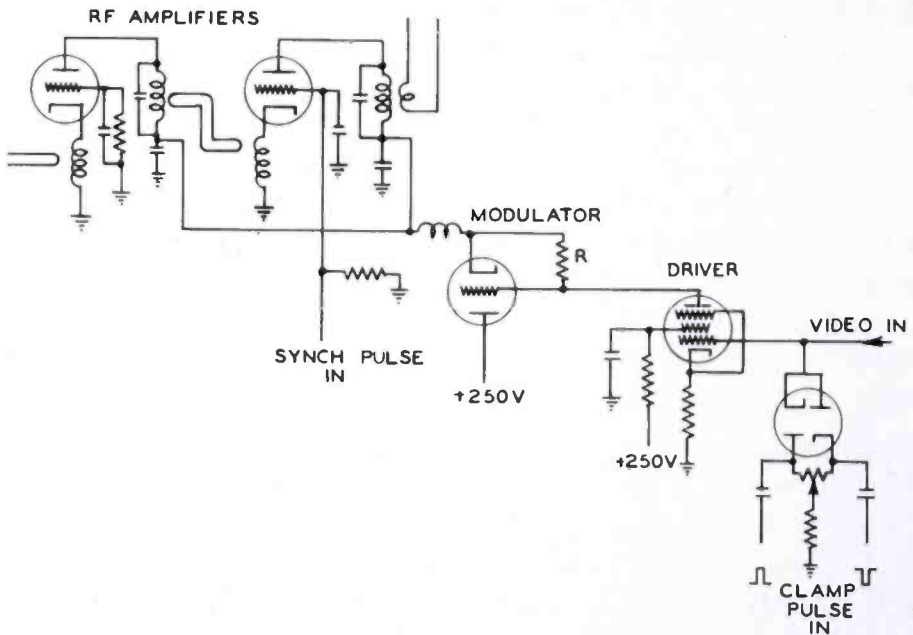 RF AMPLIFIERS
MODULATOR
R
DRIVER
VIDEO IN
SYNCH PULSE
IN
+250V
+250V
CLAMP
PULSE
IN